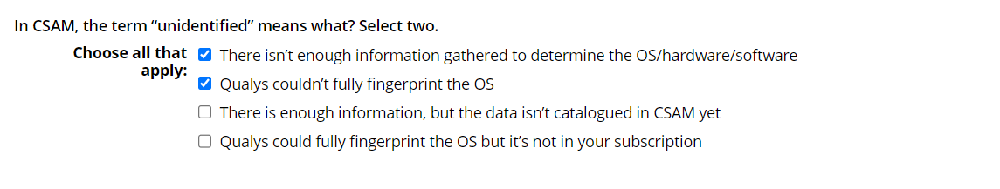 In CSAM, the term “unidentified” means what? Select two.
Choose all that apply:
There isn’t enough information gathered to determine the OS/hardware/software
Qualys couldn’t fully fingerprint the OS
There is enough information, but the data isn’t catalogued in CSAM yet
Qualys could fully fingerprint the OS but it’s not in your subscription